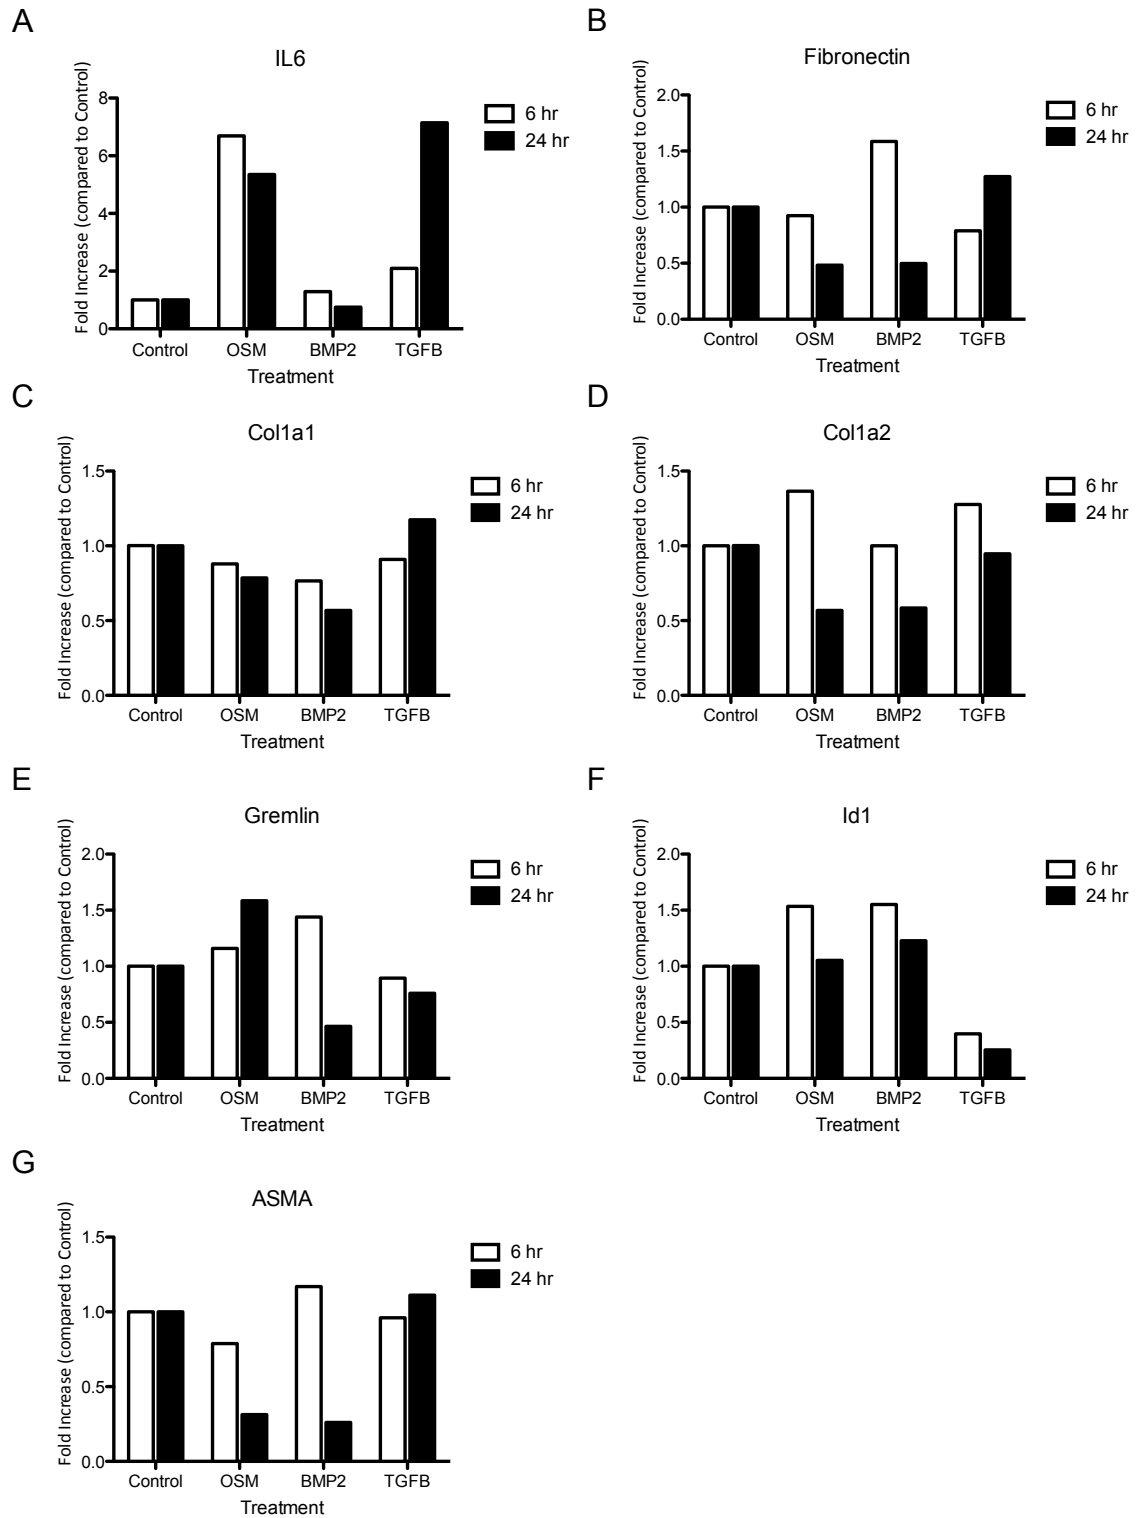 A
IL6
Fold Increase (compared to Control)
8
6
4
2
0
Control OSM BMP2 TGFB
Treatment
6 hr
24 hr
B
Fibronectin
Fold Increase (compared to Control)
2.0
1.5
1.0
0.5
0.0
Control OSM BMP2 TGFB
Treatment
6 hr
24 hr
C
Col1a1
Fold Increase (compared to Control)
1.5
1.0
0.5
0.0
Control OSM BMP2 TGFB
Treatment
6 hr
24 hr
D
Col1a2
Fold Increase (compared to Control)
1.5
1.0
0.5
0.0
Control OSM BMP2 TGFB
Treatment
6 hr
24 hr
E
Gremlin
Fold Increase (compared to Control)
2.0
1.5
1.0
0.5
0.0
Control OSM BMP2 TGFB
Treatment
6 hr
24 hr
F
Id1
Fold Increase (compared to Control)
2.0
1.5
1.0
0.5
0.0
Control OSM BMP2 TGFB
Treatment
6 hr
24 hr
G
ASMA
Fold Increase (compared to Control)
1.5
1.0
0.5
0.0
Control OSM BMP2 TGFB
Treatment
6 hr
24 hr